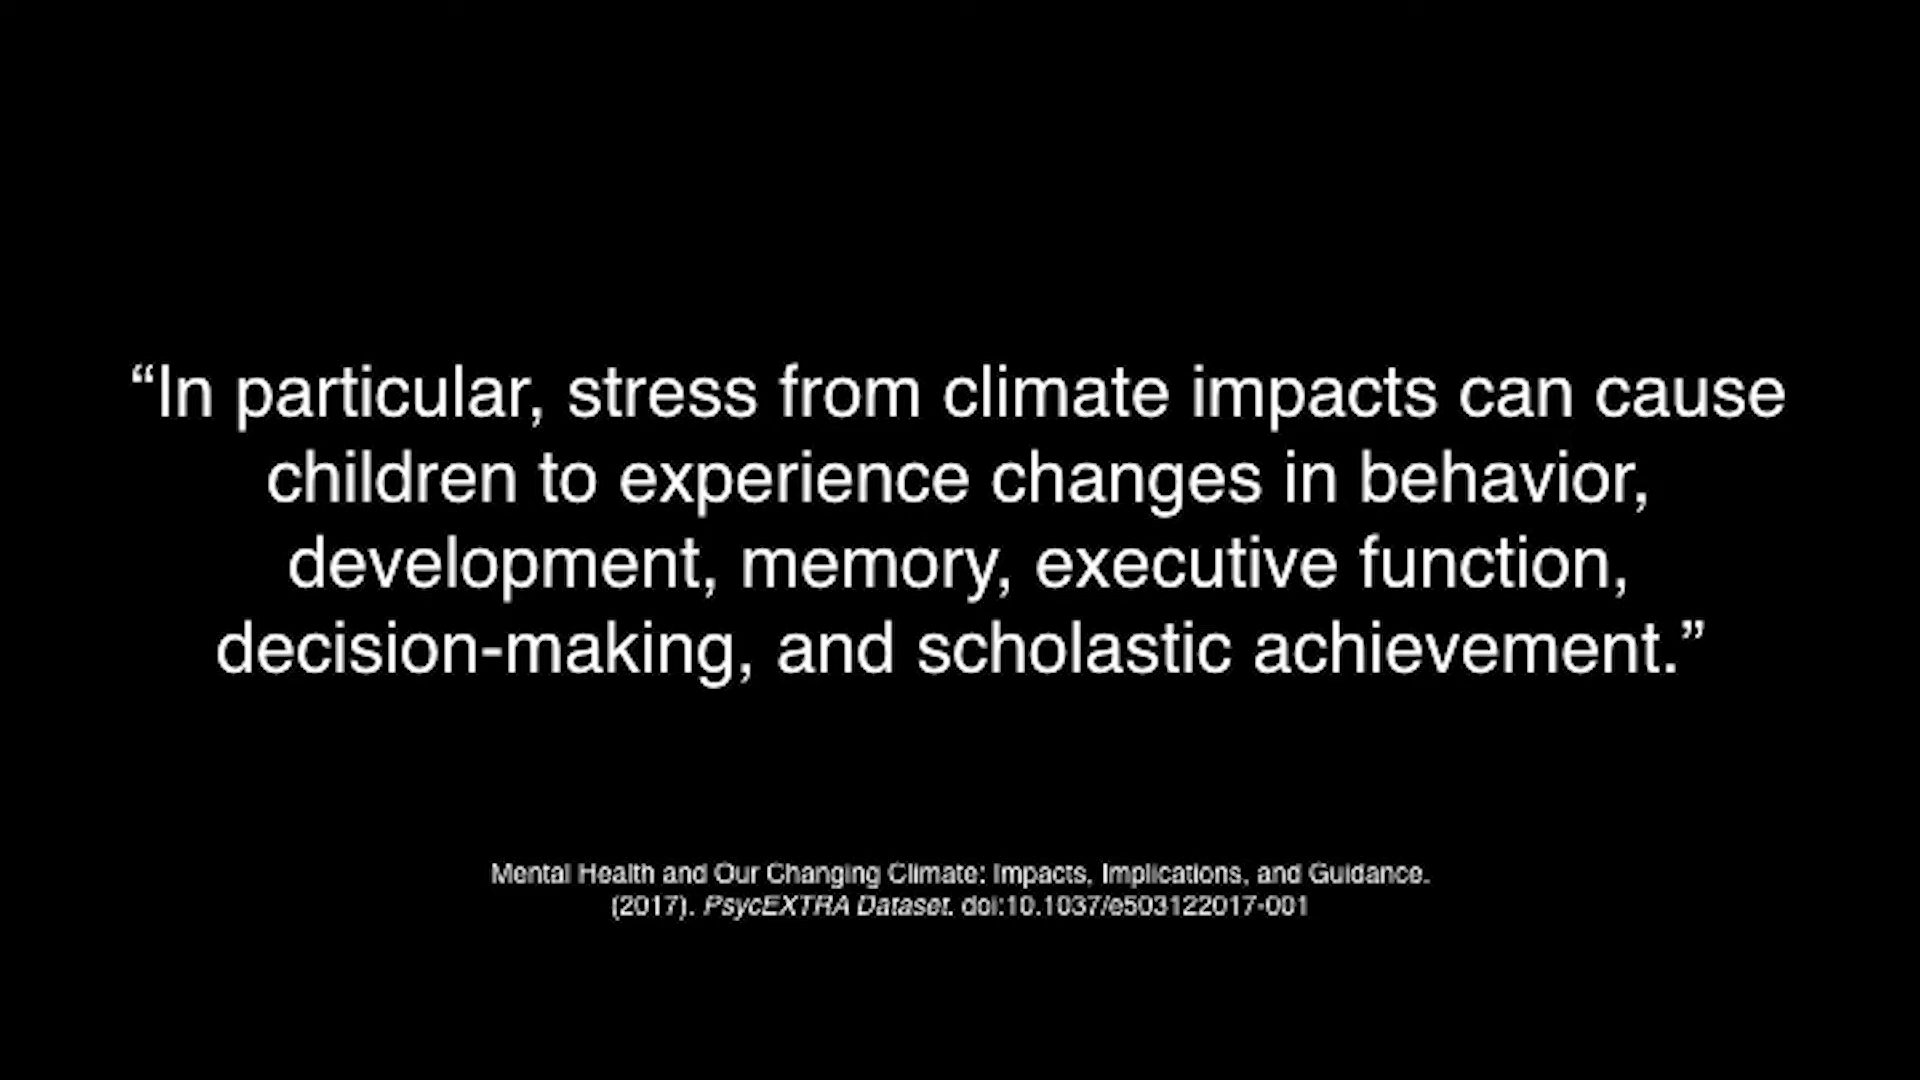 “In particular, stress from climate impacts can cause
children to experience changes in behavior,
development, memory, executive function,
decision-making, and scholastic achievement.”
Mental Health and Our Changing Climate: Impacts, Implications, and Guidance.
(2017). PsycEXTRA Dataset. doi:10.1037/e503122017-001